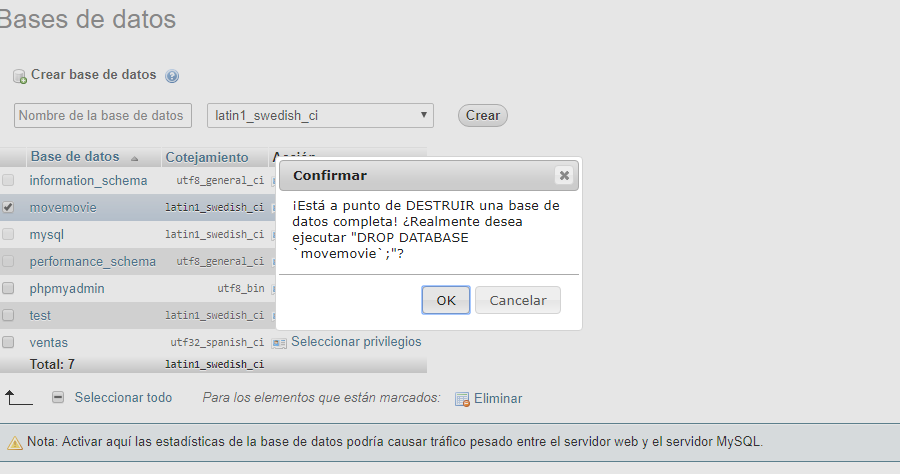 Bases de datos
Crear base de datos
Nombre de la base de datos
latin1_swedish_ci
Crear
Base de datos Cotejamiento Acción
information_schema utf8_general_ci
movemovie latin1_swedish_ci
mysql latin1_swedish_ci
performance_schema utf8_general_ci
phpmyadmin utf8_bin
test latin1_swedish_ci
ventas utf32_spanish_ci Seleccionar privilegios
Total: 7 latin1_swedish_ci
Confirmar
¡Está a punto de DESTRUIR una base de
datos completa! ¿Realmente desea
ejecutar "DROP DATABASE
`movemovie`;"?
OK Cancelar
Seleccionar todo Para los elementos que están marcados: Eliminar
Nota: Activar aquí las estadísticas de la base de datos podría causar tráfico pesado entre el servidor web y el servidor MySQL.